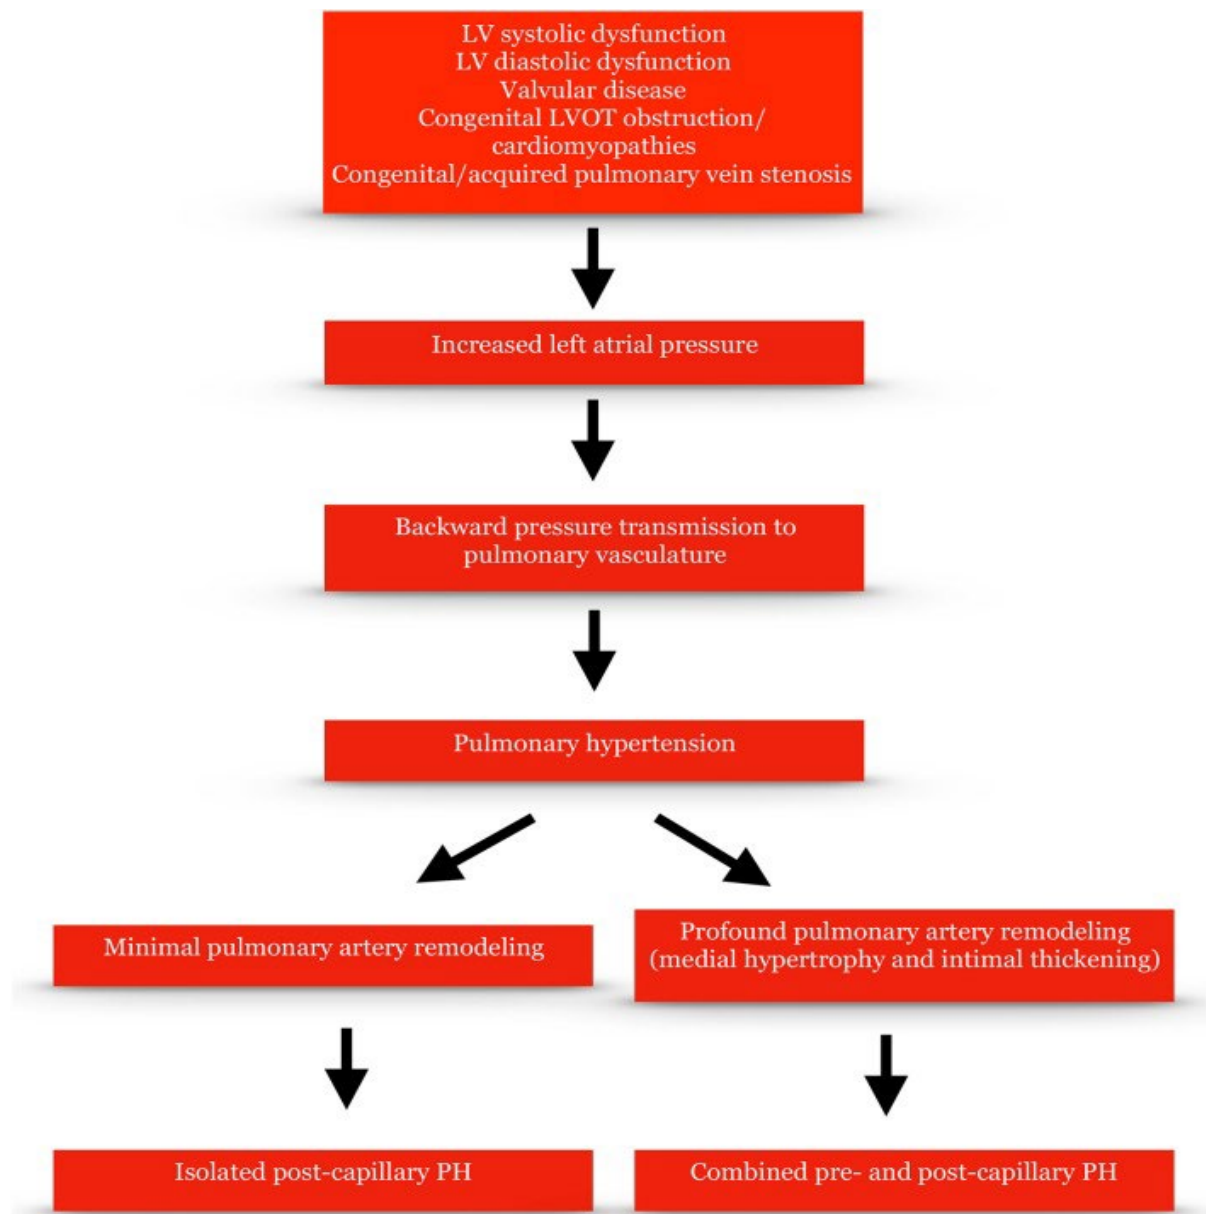 LV systolic dysfunction
LV diastolic dysfunction
Valvular disease
Congenital LVOT obstruction/
cardiomyopathies
Congenital/acquired pulmonary vein stenosis
Increased left atrial pressure
Backward pressure transmission to
pulmonary vasculature
Pulmonary hypertension
Minimal pulmonary artery remodeling
Profound pulmonary artery remodeling
(medial hypertrophy and intimal thickening)
Isolated post-capillary PH
Combined pre- and post-capillary PH